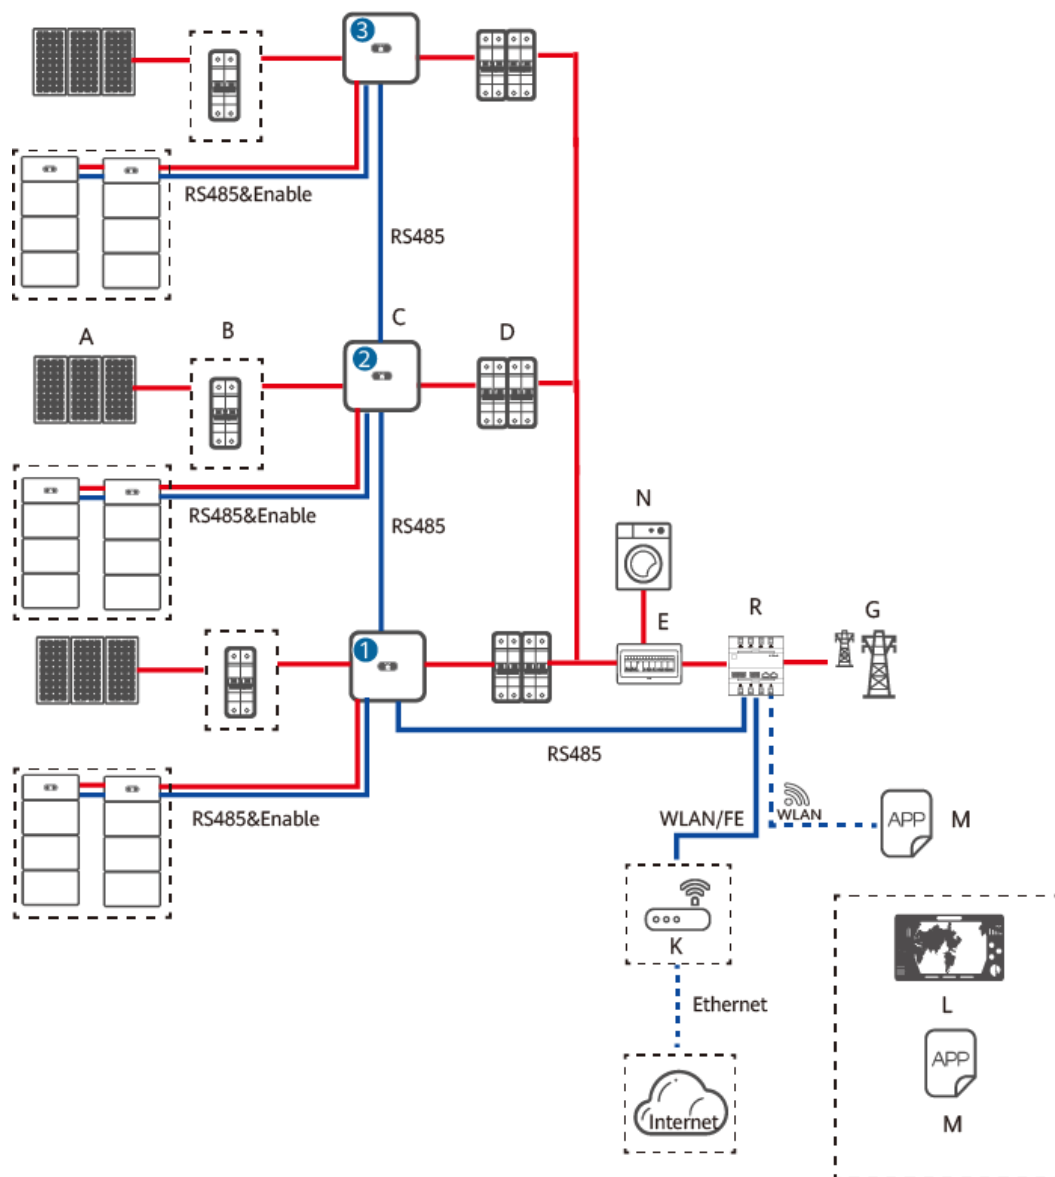 3
RS485&Enable
RS485
A
B
C
D
2
RS485&Enable
RS485
N
E
R
G
1
RS485
RS485&Enable
WLAN/FE
WLAN
APP
M
K
L
Ethernet
APP
M
Internet